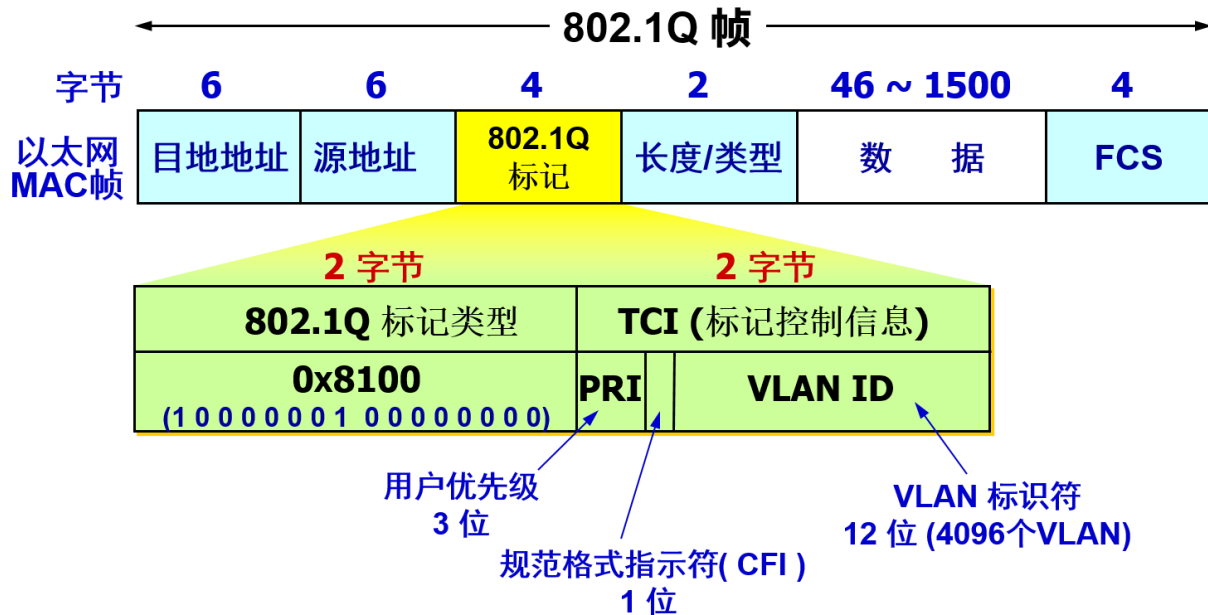 802.1Q 帧
字节 6 6 4 2 46 ~ 1500 4
以太网
MAC帧
目地地址 源地址 802.1Q
标记
长度/类型 数 据 FCS
2 字节 2 字节
802.1Q 标记类型 TCI (标记控制信息)
0x8100 PRI VLAN ID
(1 0 0 0 0 0 0 1 0 0 0 0 0 0 0 0)
用户优先级
3 位
VLAN 标识符
12 位 (4096个VLAN)
规范格式指示符( CFI )
1 位